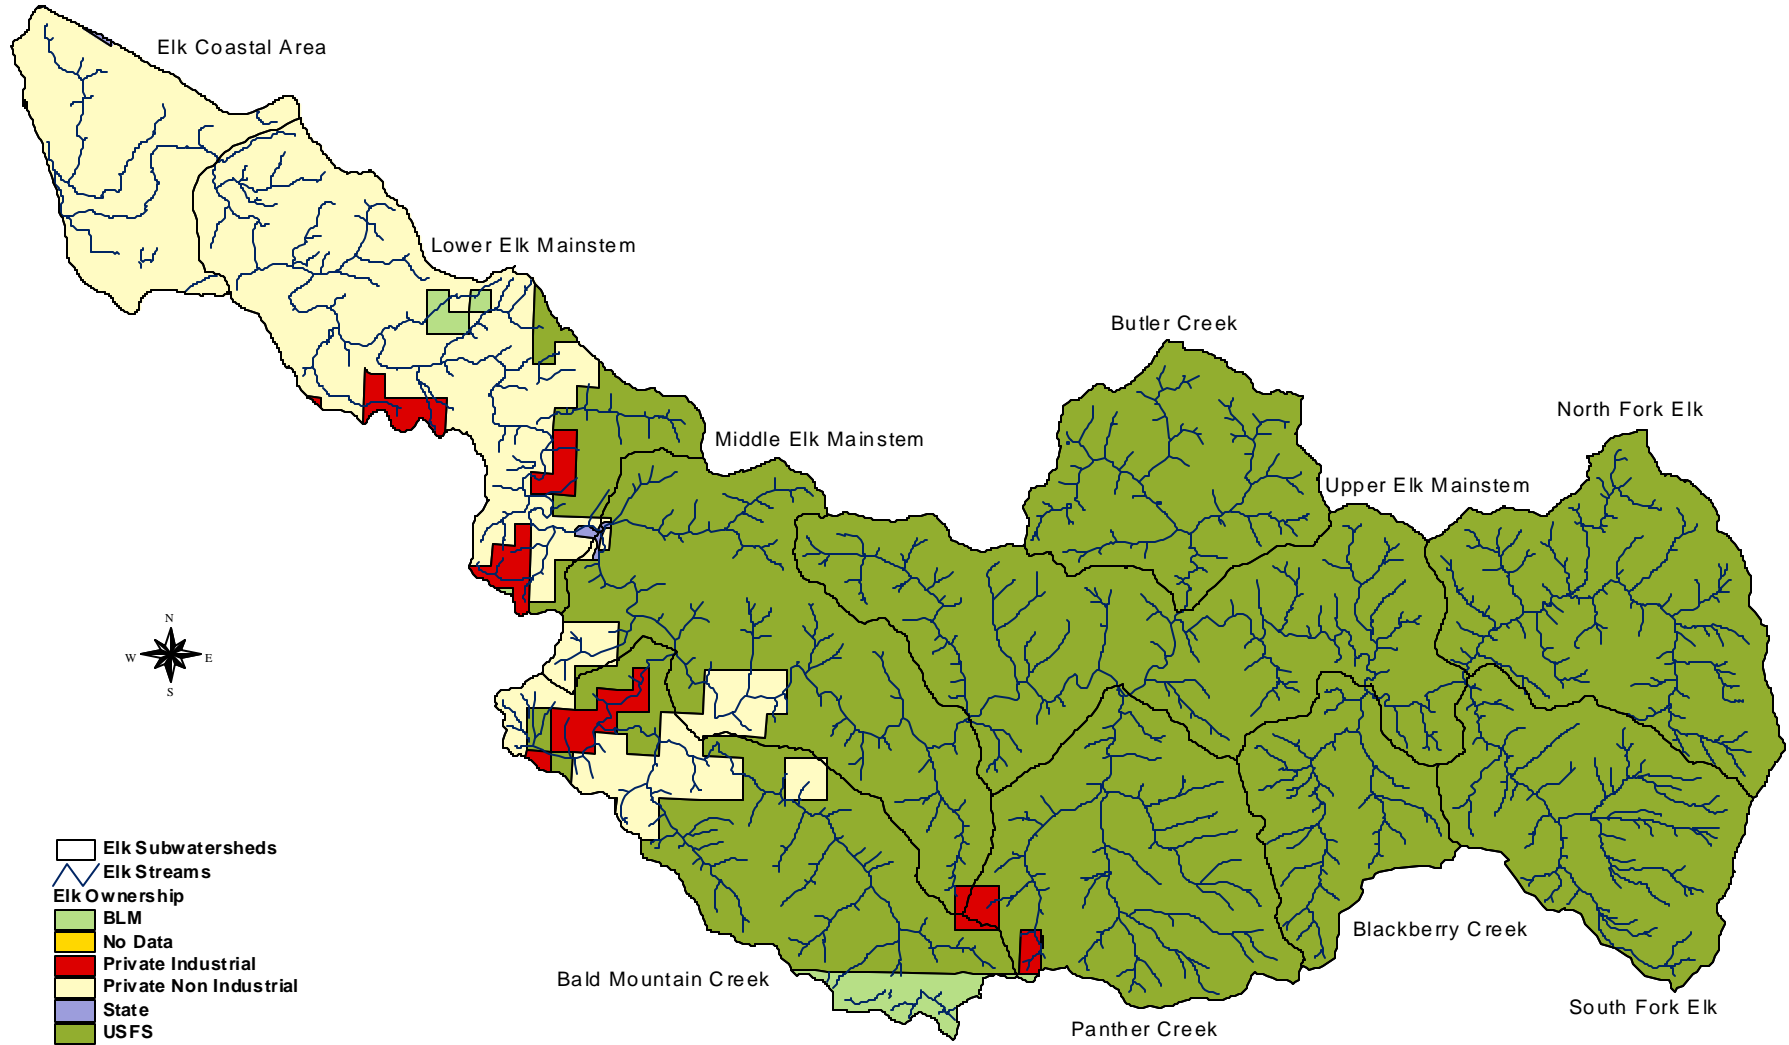 Elk Coastal Area
Lower Elk Mainstem
Butler Creek
North Fork Elk
Middle Elk Mainstem
Upper Elk Mainstem
N
W
E
S
Elk Subwatersheds
Elk Streams
Elk Ownership
BLM
No Data
Private Industrial
Private Non Industrial
State
USFS
Bald Mountain Creek
Blackberry Creek
Panther Creek
South Fork Elk